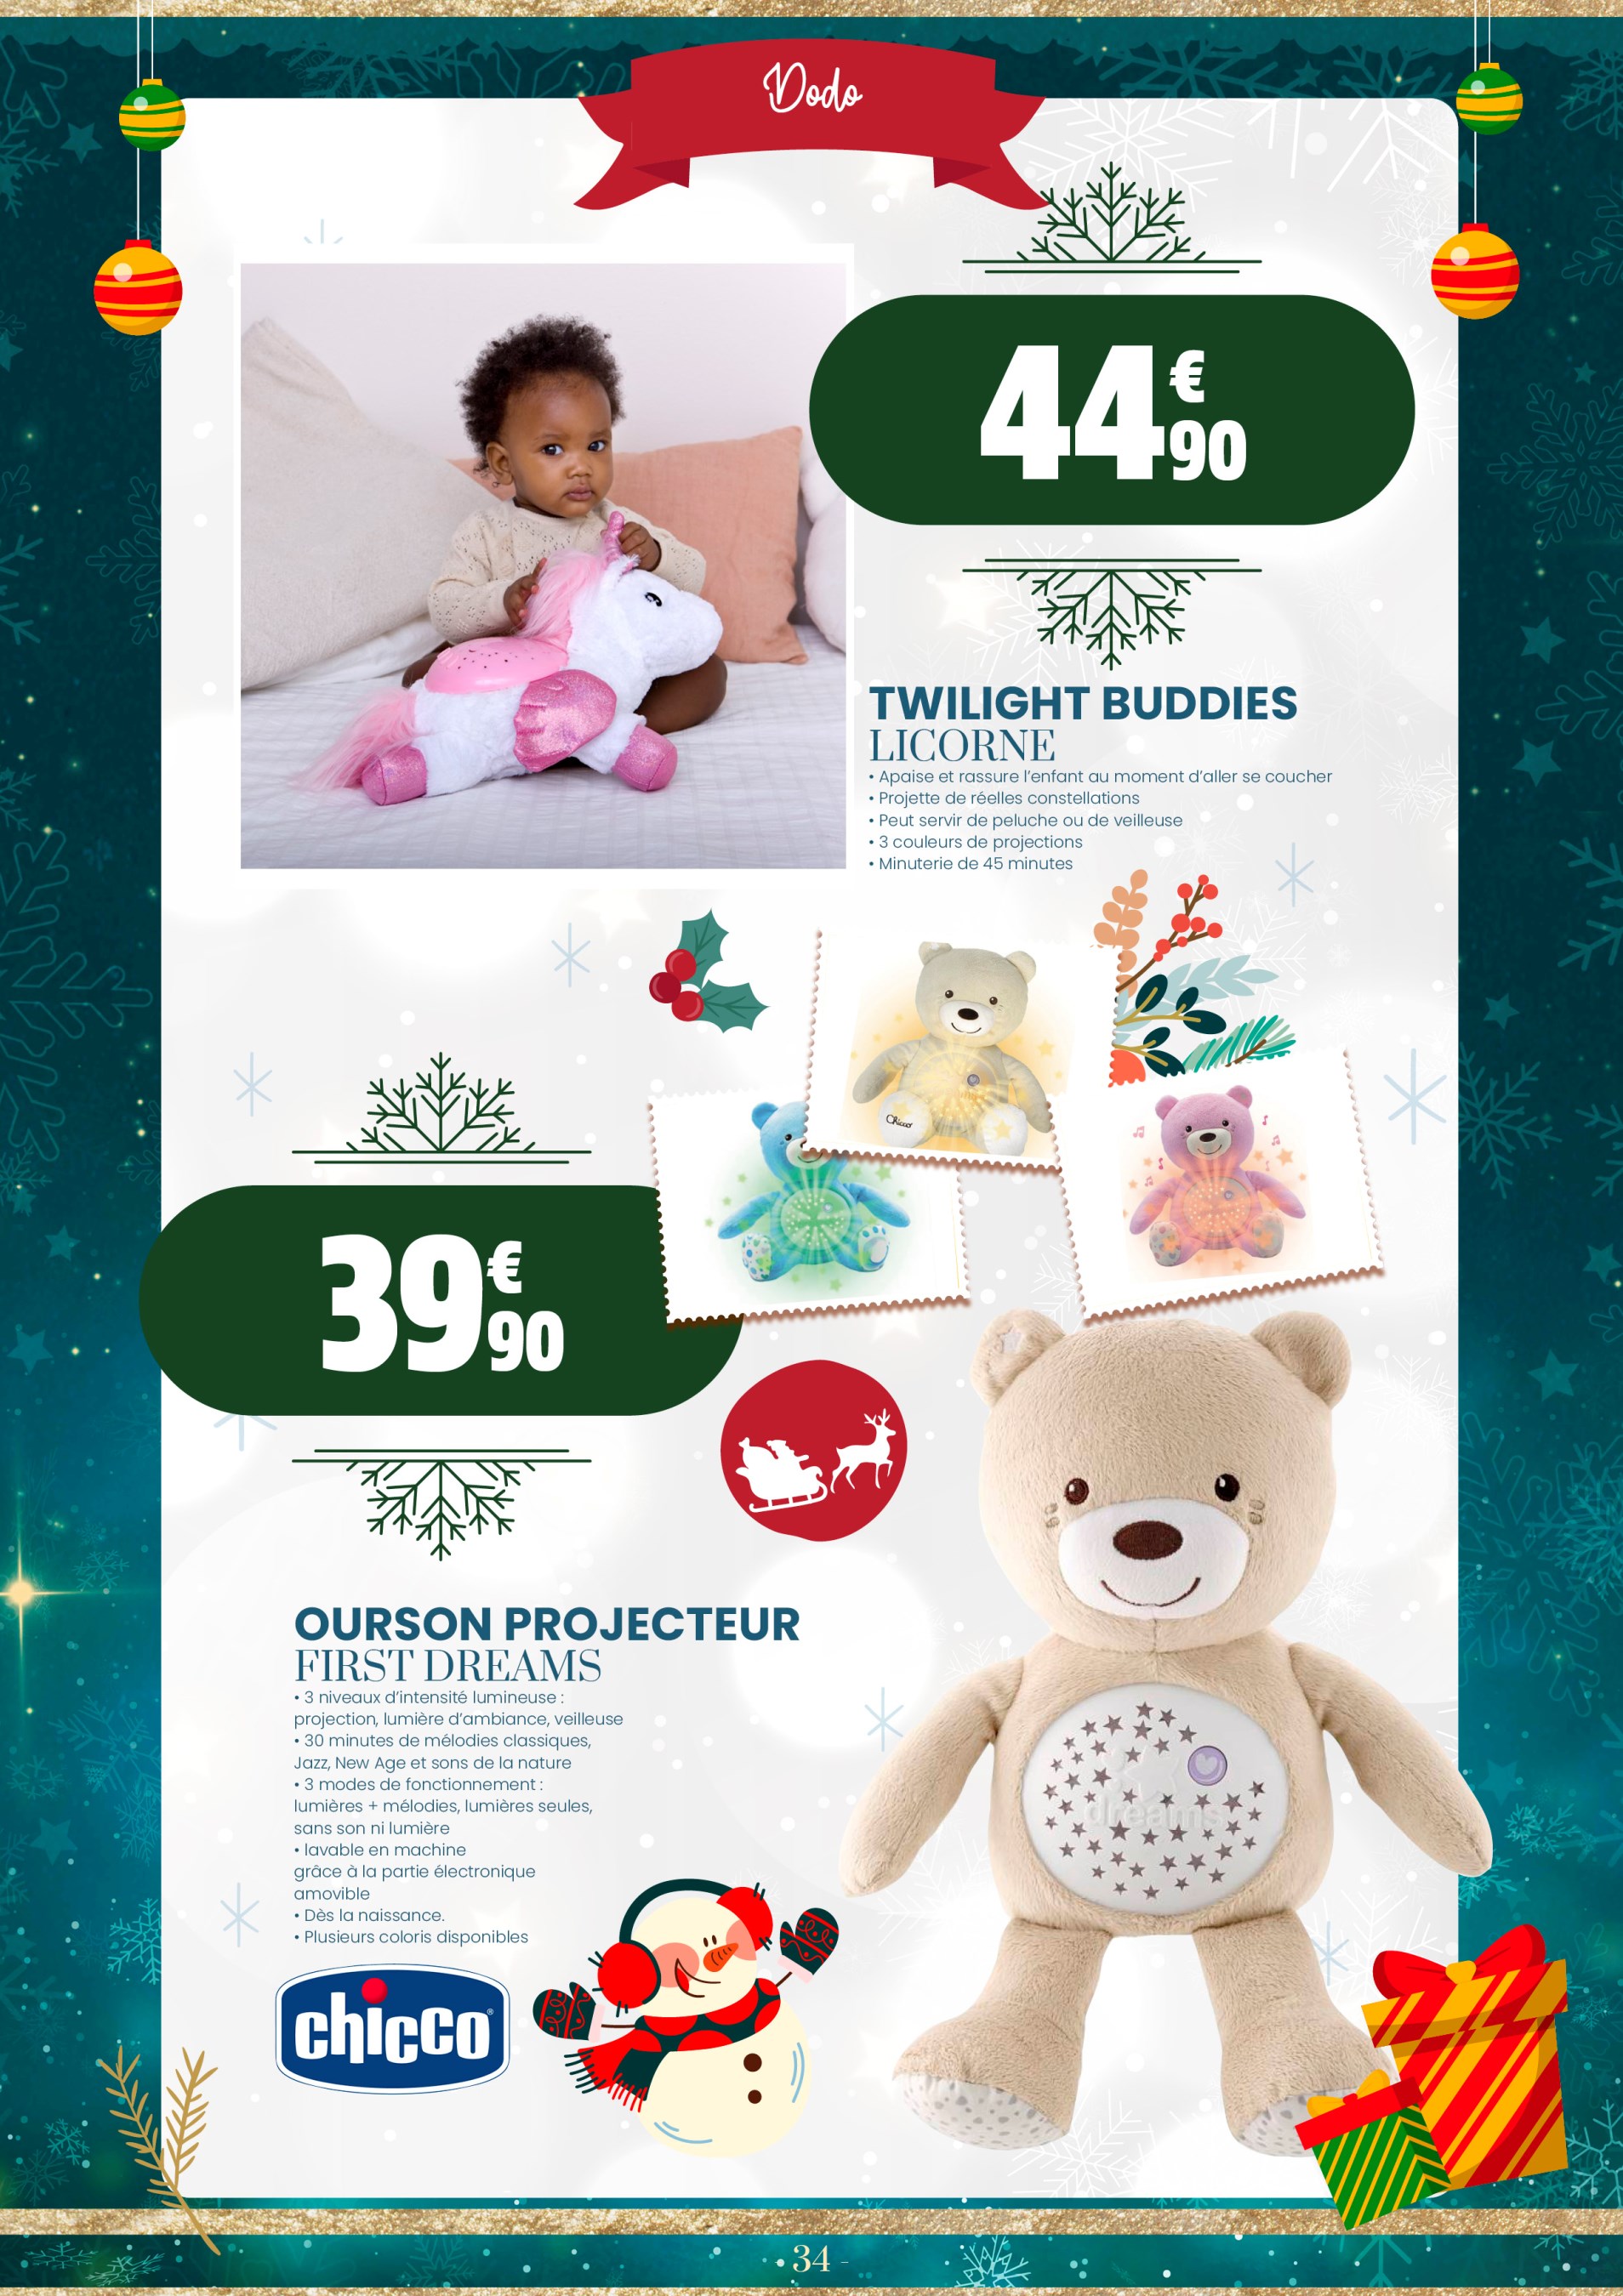 Dodo
44€90
TWILIGHT BUDDIES
LICORNE
• Apaise et rassure l'enfant au moment d'aller se coucher
• Projette de réelles constellations
• Peut servir de peluche ou de veilleuse
• 3 couleurs de projections
• Minuterie de 45 minutes
Chicco
39€90
OURSON PROJECTEUR
FIRST DREAMS
• 3 niveaux d'intensité lumineuse :
projection, lumière d'ambiance, veilleuse
• 30 minutes de mélodies classiques,
Jazz, New Age et sons de la nature
• 3 modes de fonctionnement :
lumières + mélodies, lumières seules,
sans son ni lumière
• lavable en machine
grâce à la partie électronique
amovible
• Dès la naissance.
• Plusieurs coloris disponibles
dreams
chicco®
- 34 -